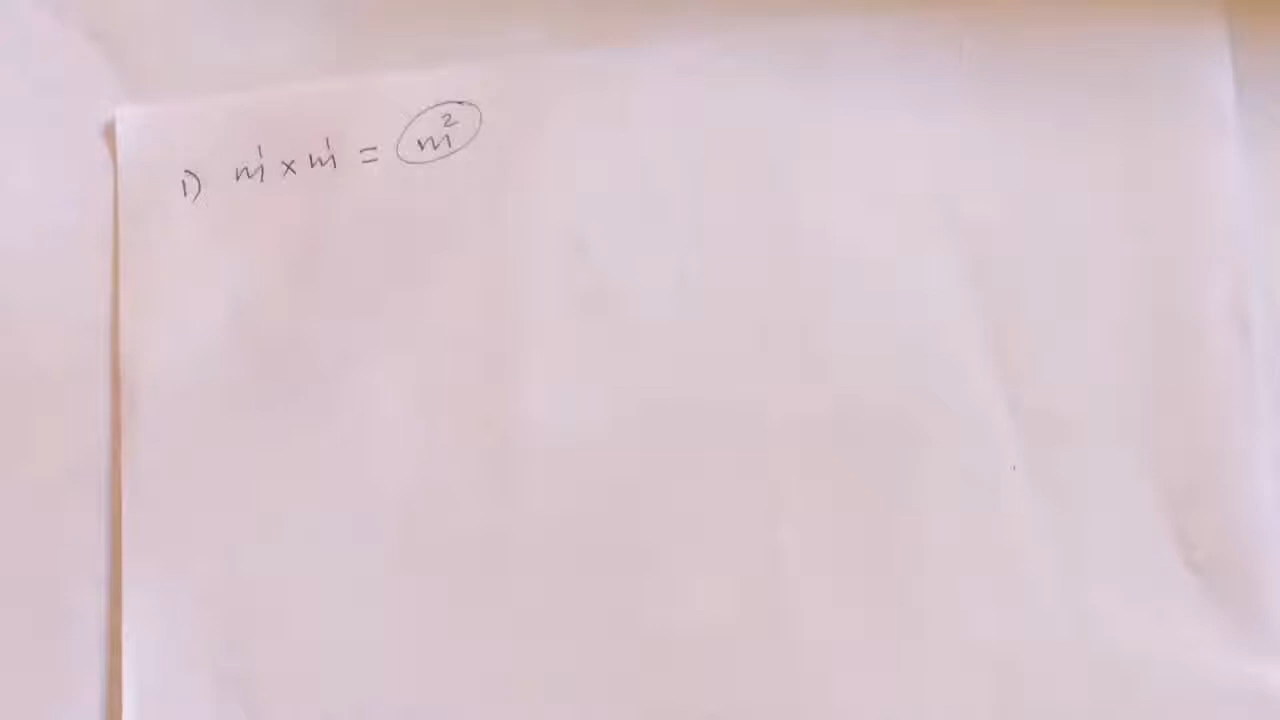 1) m¹ × m¹ = m²